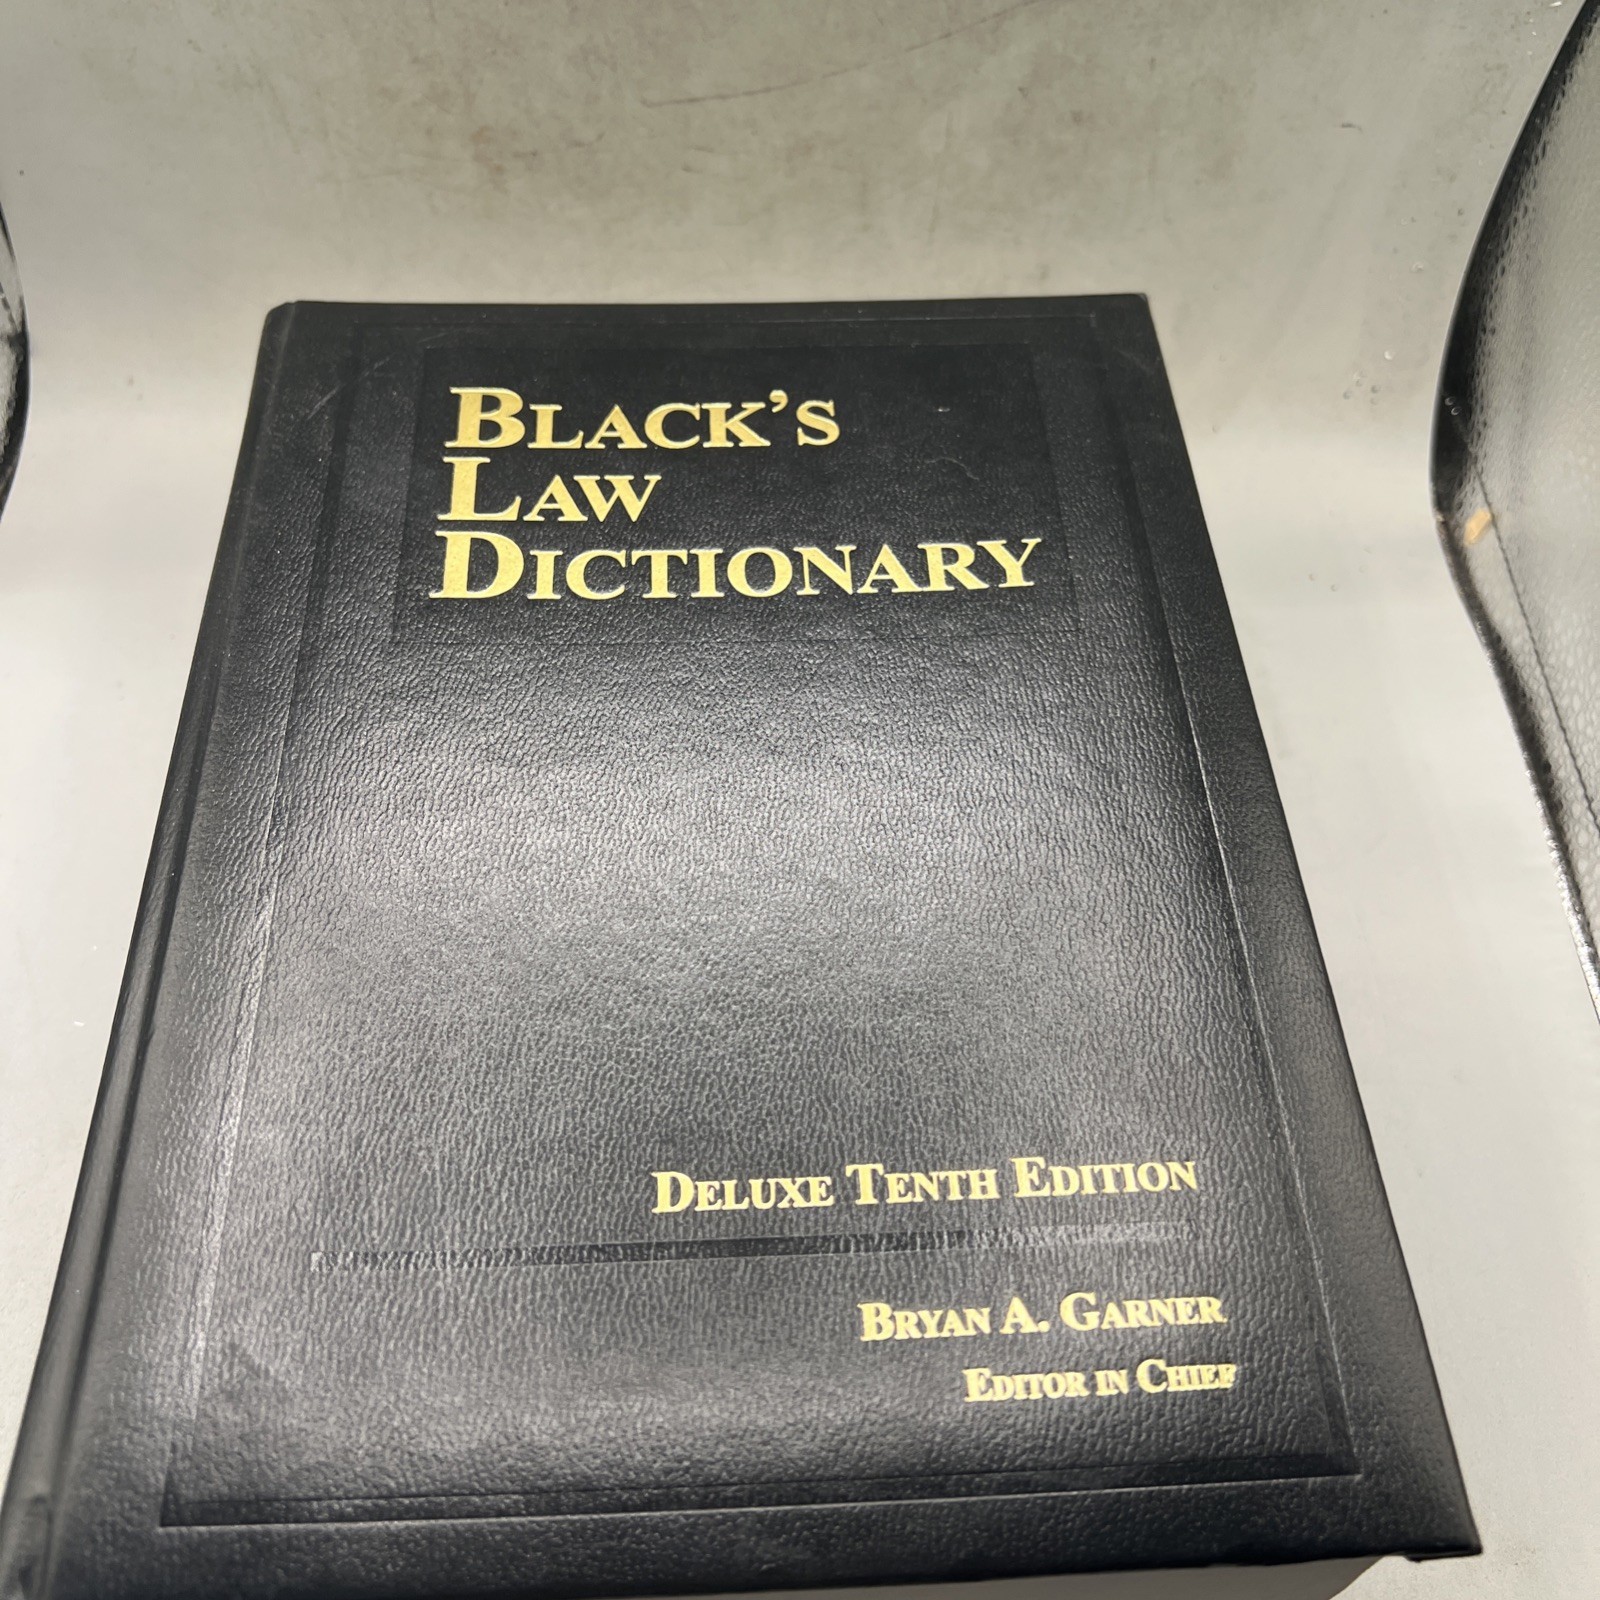 BLACK'S
LAW
DICTIONARY
DELUXE TENTH EDITION
BRYAN A. GARNER
EDITOR IN CHIEF